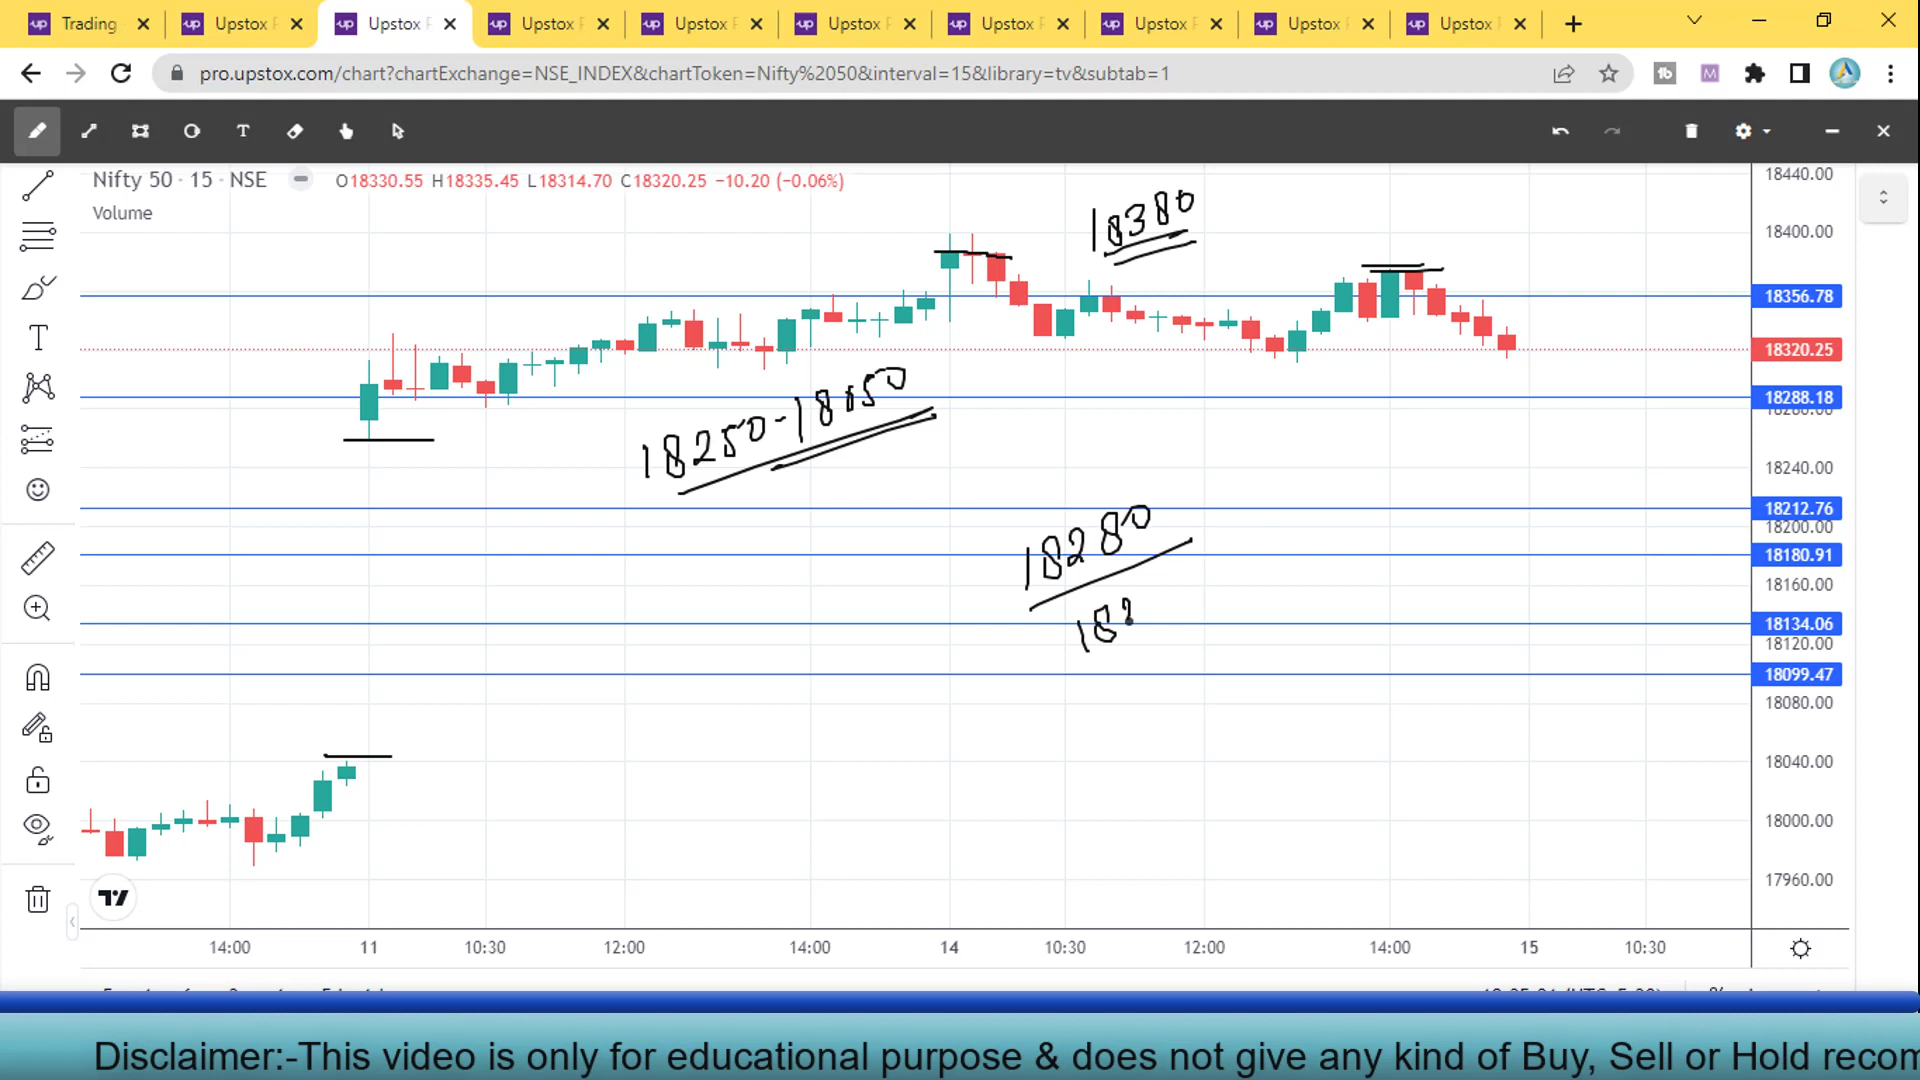 Trading
Upstox
Upstox
Upstox
Upstox
Upstox
Upstox
Upstox
Upstox
Upstox
pro.upstox.com/chart?chartExchange=NSE_INDEX&chartToken=Nifty%2050&interval=15&library=tv&subtab=1
Nifty 50 · 15 · NSE
O18330.55 H18335.45 L18314.70 C18320.25 −10.20 (−0.06%)
Volume
18380
18250-18050
18280
18
18440.00
18400.00
18356.78
18320.25
18288.18
18240.00
18212.76
18200.00
18180.91
18160.00
18134.06
18120.00
18099.47
18080.00
18040.00
18000.00
17960.00
14:00
11
10:30
12:00
14:00
14
10:30
12:00
14:00
15
10:30
Disclaimer:-This video is only for educational purpose & does not give any kind of Buy, Sell or Hold recom